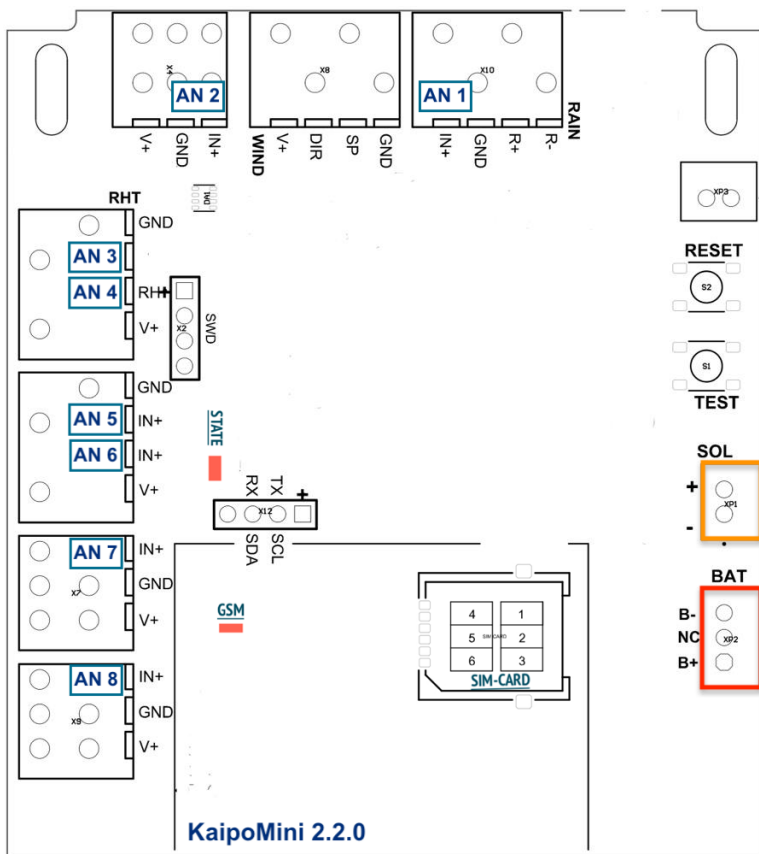 X4
AN 2
V+
GND
IN+
X8
WIND
V+
DIR
SP
GND
X10
AN 1
IN+
GND
R+
R-
RAIN
XP3
RHT
GND
AN 3
AN 4
RH
V+
+
X2
SWD
RESET
S2
S1
TEST
GND
AN 5
IN+
AN 6
IN+
V+
STATE
SOL
+
XP1
-
RX
TX
+
X12
SDA
SCL
AN 7
IN+
GND
X7
V+
BAT
B-
NC
XP2
B+
GSM
4
1
5
SIM-CARD
2
6
3
SIM-CARD
AN 8
IN+
GND
X9
V+
KaipoMini 2.2.0